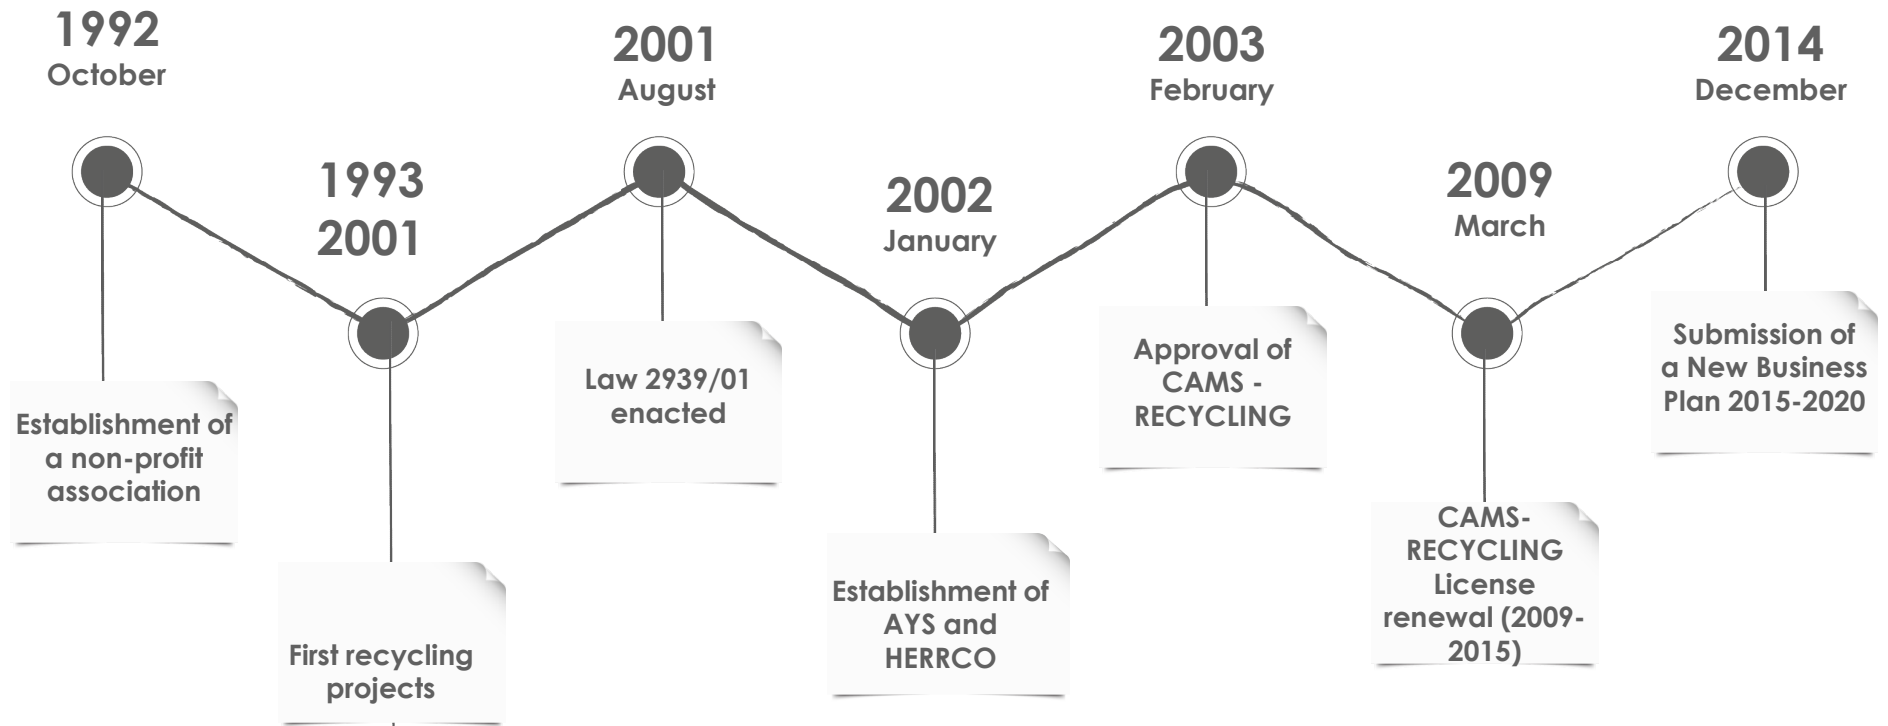 1992
October
Establishment of
a non-profit
association
1993
2001
First recycling
projects
2001
August
Law 2939/01
enacted
2002
January
Establishment of
AYS and
HERRCO
2003
February
Approval of
CAMS -
RECYCLING
2009
March
CAMS-
RECYCLING
License
renewal (2009-
2015)
2014
December
Submission of
a New Business
Plan 2015-2020